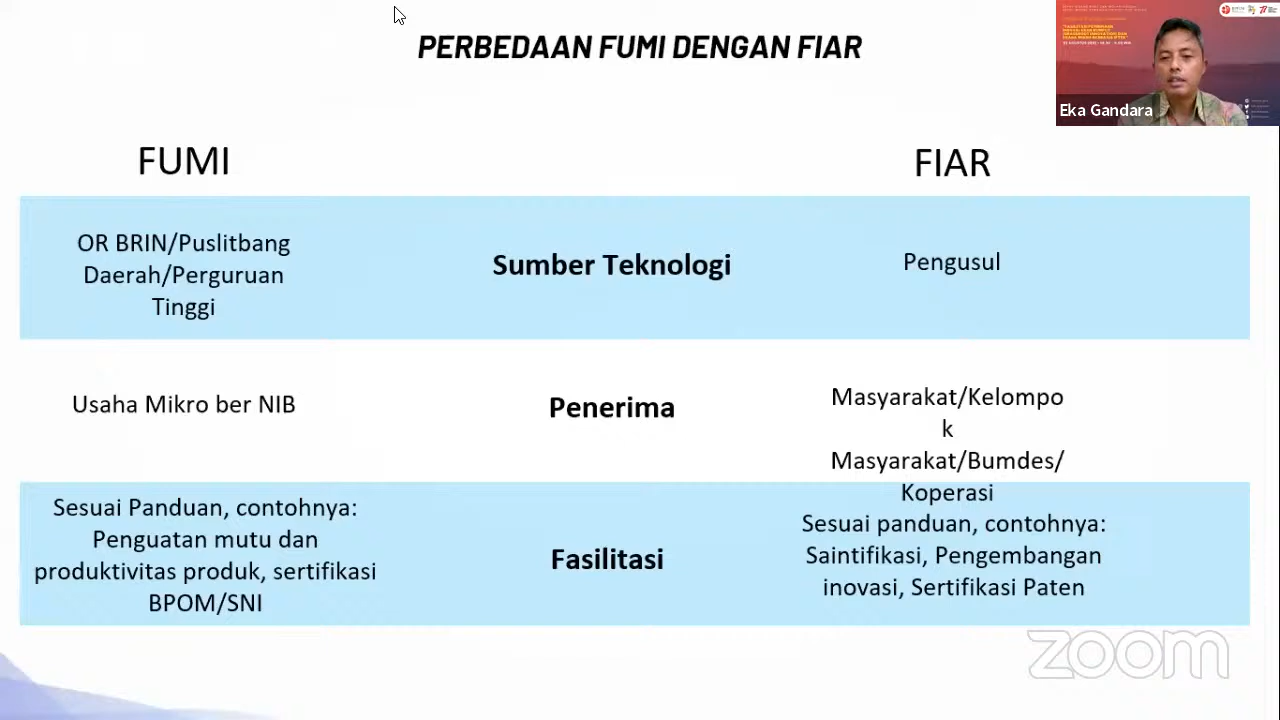 PERBEDAAN FUMI DENGAN FIAR
Eka Gandara
FUMI
FIAR
OR BRIN/Puslitbang
Daerah/Perguruan
Tinggi
Sumber Teknologi
Pengusul
Usaha Mikro ber NIB
Penerima
Masyarakat/Kelompo
k
Masyarakat/Bumdes/
Koperasi
Sesuai Panduan, contohnya:
Penguatan mutu dan
produktivitas produk, sertifikasi
BPOM/SNI
Fasilitasi
Sesuai panduan, contohnya:
Saintifikasi, Pengembangan
inovasi, Sertifikasi Paten
zoom